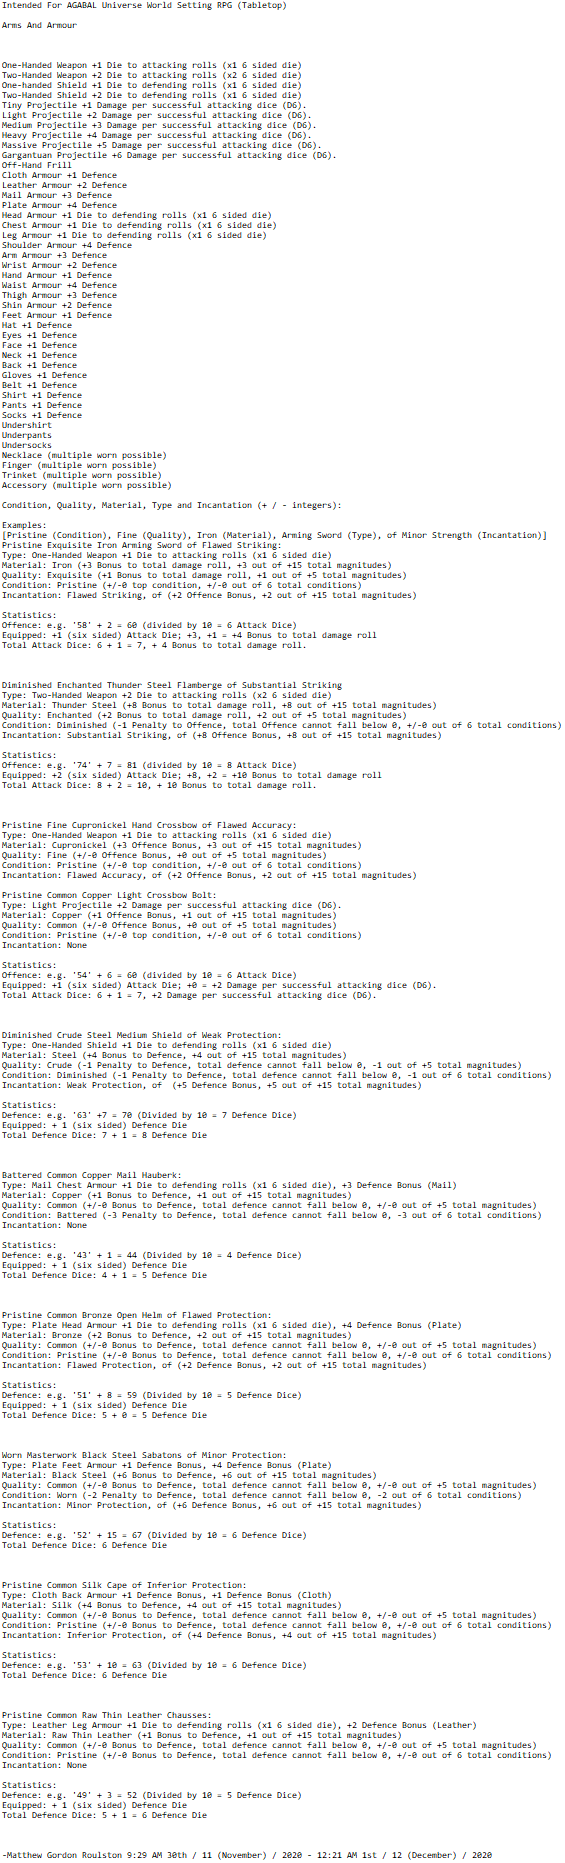 Intended For AGABAL Universe World Setting RPG (Tabletop)
Arms And Armour
One-Handed Weapon +1 Die to attacking rolls (x1 6 sided die)
Two-Handed Weapon +2 Die to attacking rolls (x2 6 sided die)
One-handed Shield +1 Die to defending rolls (x1 6 sided die)
Two-Handed Shield +2 Die to defending rolls (x1 6 sided die)
Tiny Projectile +1 Damage per successful attacking dice (D6).
Light Projectile +2 Damage per successful attacking dice (D6).
Medium Projectile +3 Damage per successful attacking dice (D6).
Heavy Projectile +4 Damage per successful attacking dice (D6).
Massive Projectile +5 Damage per successful attacking dice (D6).
Gargantuan Projectile +6 Damage per successful attacking dice (D6).
Off-Hand Frill
Cloth Armour +1 Defence
Leather Armour +2 Defence
Mail Armour +3 Defence
Plate Armour +4 Defence
Head Armour +1 Die to defending rolls (x1 6 sided die)
Chest Armour +1 Die to defending rolls (x1 6 sided die)
Leg Armour +1 Die to defending rolls (x1 6 sided die)
Shoulder Armour +4 Defence
Arm Armour +3 Defence
Wrist Armour +2 Defence
Hand Armour +1 Defence
Waist Armour +4 Defence
Thigh Armour +3 Defence
Shin Armour +2 Defence
Feet Armour +1 Defence
Hat +1 Defence
Eyes +1 Defence
Face +1 Defence
Neck +1 Defence
Back +1 Defence
Gloves +1 Defence
Belt +1 Defence
Shirt +1 Defence
Pants +1 Defence
Socks +1 Defence
Undershirt
Underpants
Undersocks
Necklace (multiple worn possible)
Finger (multiple worn possible)
Trinket (multiple worn possible)
Accessory (multiple worn possible)
Condition, Quality, Material, Type and Incantation (+ / - integers):
Examples:
[Pristine (Condition), Fine (Quality), Iron (Material), Arming Sword (Type), of Minor Strength (Incantation)]
Pristine Exquisite Iron Arming Sword of Flawed Striking:
Type: One-Handed Weapon +1 Die to attacking rolls (x1 6 sided die)
Material: Iron (+3 Bonus to total damage roll, +3 out of +15 total magnitudes)
Quality: Exquisite (+1 Bonus to total damage roll, +1 out of +5 total magnitudes)
Condition: Pristine (+/-0 top condition, +/-0 out of 6 total conditions)
Incantation: Flawed Striking, of (+2 Offence Bonus, +2 out of +15 total magnitudes)
Statistics:
Offence: e.g. '58' + 2 = 60 (divided by 10 = 6 Attack Dice)
Equipped: +1 (six sided) Attack Die; +3, +1 = +4 Bonus to total damage roll
Total Attack Dice: 6 + 1 = 7, + 4 Bonus to total damage roll.
Diminished Enchanted Thunder Steel Flamberge of Substantial Striking
Type: Two-Handed Weapon +2 Die to attacking rolls (x2 6 sided die)
Material: Thunder Steel (+8 Bonus to total damage roll, +8 out of +15 total magnitudes)
Quality: Enchanted (+2 Bonus to total damage roll, +2 out of +5 total magnitudes)
Condition: Diminished (-1 Penalty to Offence, total Offence cannot fall below 0, +/-0 out of 6 total conditions)
Incantation: Substantial Striking, of (+8 Offence Bonus, +8 out of +15 total magnitudes)
Statistics:
Offence: e.g. '74' + 7 = 81 (divided by 10 = 8 Attack Dice)
Equipped: +2 (six sided) Attack Die; +8, +2 = +10 Bonus to total damage roll
Total Attack Dice: 8 + 2 = 10, + 10 Bonus to total damage roll.
Pristine Fine Cupronickel Hand Crossbow of Flawed Accuracy:
Type: One-Handed Weapon +1 Die to attacking rolls (x1 6 sided die)
Material: Cupronickel (+3 Offence Bonus, +3 out of +15 total magnitudes)
Quality: Fine (+/-0 Offence Bonus, +0 out of +5 total magnitudes)
Condition: Pristine (+/-0 top condition, +/-0 out of 6 total conditions)
Incantation: Flawed Accuracy, of (+2 Offence Bonus, +2 out of +15 total magnitudes)
Pristine Common Copper Light Crossbow Bolt:
Type: Light Projectile +2 Damage per successful attacking dice (D6).
Material: Copper (+1 Offence Bonus, +1 out of +15 total magnitudes)
Quality: Common (+/-0 Offence Bonus, +0 out of +5 total magnitudes)
Condition: Pristine (+/-0 top condition, +/-0 out of 6 total conditions)
Incantation: None
Statistics:
Offence: e.g. '54' + 6 = 60 (divided by 10 = 6 Attack Dice)
Equipped: +1 (six sided) Attack Die; +0 = +2 Damage per successful attacking dice (D6).
Total Attack Dice: 6 + 1 = 7, +2 Damage per successful attacking dice (D6).
Diminished Crude Steel Medium Shield of Weak Protection:
Type: One-Handed Shield +1 Die to defending rolls (x1 6 sided die)
Material: Steel (+4 Bonus to Defence, +4 out of +15 total magnitudes)
Quality: Crude (-1 Penalty to Defence, total defence cannot fall below 0, -1 out of +5 total magnitudes)
Condition: Diminished (-1 Penalty to Defence, total defence cannot fall below 0, -1 out of 6 total conditions)
Incantation: Weak Protection, of  (+5 Defence Bonus, +5 out of +15 total magnitudes)
Statistics:
Defence: e.g. '63' +7 = 70 (Divided by 10 = 7 Defence Dice)
Equipped: + 1 (six sided) Defence Die
Total Defence Dice: 7 + 1 = 8 Defence Die
Battered Common Copper Mail Hauberk:
Type: Mail Chest Armour +1 Die to defending rolls (x1 6 sided die), +3 Defence Bonus (Mail)
Material: Copper (+1 Bonus to Defence, +1 out of +15 total magnitudes)
Quality: Common (+/-0 Bonus to Defence, total defence cannot fall below 0, +/-0 out of +5 total magnitudes)
Condition: Battered (-3 Penalty to Defence, total defence cannot fall below 0, -3 out of 6 total conditions)
Incantation: None
Statistics:
Defence: e.g. '43' + 1 = 44 (Divided by 10 = 4 Defence Dice)
Equipped: + 1 (six sided) Defence Die
Total Defence Dice: 4 + 1 = 5 Defence Die
Pristine Common Bronze Open Helm of Flawed Protection:
Type: Plate Head Armour +1 Die to defending rolls (x1 6 sided die), +4 Defence Bonus (Plate)
Material: Bronze (+2 Bonus to Defence, +2 out of +15 total magnitudes)
Quality: Common (+/-0 Bonus to Defence, total defence cannot fall below 0, +/-0 out of +5 total magnitudes)
Condition: Pristine (+/-0 Bonus to Defence, total defence cannot fall below 0, +/-0 out of 6 total conditions)
Incantation: Flawed Protection, of (+2 Defence Bonus, +2 out of +15 total magnitudes)
Statistics:
Defence: e.g. '51' + 8 = 59 (Divided by 10 = 5 Defence Dice)
Equipped: + 1 (six sided) Defence Die
Total Defence Dice: 5 + 0 = 5 Defence Die
Worn Masterwork Black Steel Sabatons of Minor Protection:
Type: Plate Feet Armour +1 Defence Bonus, +4 Defence Bonus (Plate)
Material: Black Steel (+6 Bonus to Defence, +6 out of +15 total magnitudes)
Quality: Common (+/-0 Bonus to Defence, total defence cannot fall below 0, +/-0 out of +5 total magnitudes)
Condition: Worn (-2 Penalty to Defence, total defence cannot fall below 0, -2 out of 6 total conditions)
Incantation: Minor Protection, of (+6 Defence Bonus, +6 out of +15 total magnitudes)
Statistics:
Defence: e.g. '52' + 15 = 67 (Divided by 10 = 6 Defence Dice)
Total Defence Dice: 6 Defence Die
Pristine Common Silk Cape of Inferior Protection:
Type: Cloth Back Armour +1 Defence Bonus, +1 Defence Bonus (Cloth)
Material: Silk (+4 Bonus to Defence, +4 out of +15 total magnitudes)
Quality: Common (+/-0 Bonus to Defence, total defence cannot fall below 0, +/-0 out of +5 total magnitudes)
Condition: Pristine (+/-0 Bonus to Defence, total defence cannot fall below 0, +/-0 out of 6 total conditions)
Incantation: Inferior Protection, of (+4 Defence Bonus, +4 out of +15 total magnitudes)
Statistics:
Defence: e.g. '53' + 10 = 63 (Divided by 10 = 6 Defence Dice)
Total Defence Dice: 6 Defence Die
Pristine Common Raw Thin Leather Chausses:
Type: Leather Leg Armour +1 Die to defending rolls (x1 6 sided die), +2 Defence Bonus (Leather)
Material: Raw Thin Leather (+1 Bonus to Defence, +1 out of +15 total magnitudes)
Quality: Common (+/-0 Bonus to Defence, total defence cannot fall below 0, +/-0 out of +5 total magnitudes)
Condition: Pristine (+/-0 Bonus to Defence, total defence cannot fall below 0, +/-0 out of 6 total conditions)
Incantation: None
Statistics:
Defence: e.g. '49' + 3 = 52 (Divided by 10 = 5 Defence Dice)
Equipped: + 1 (six sided) Defence Die
Total Defence Dice: 5 + 1 = 6 Defence Die
-Matthew Gordon Roulston 9:29 AM 30th / 11 (November) / 2020 - 12:21 AM 1st / 12 (December) / 2020